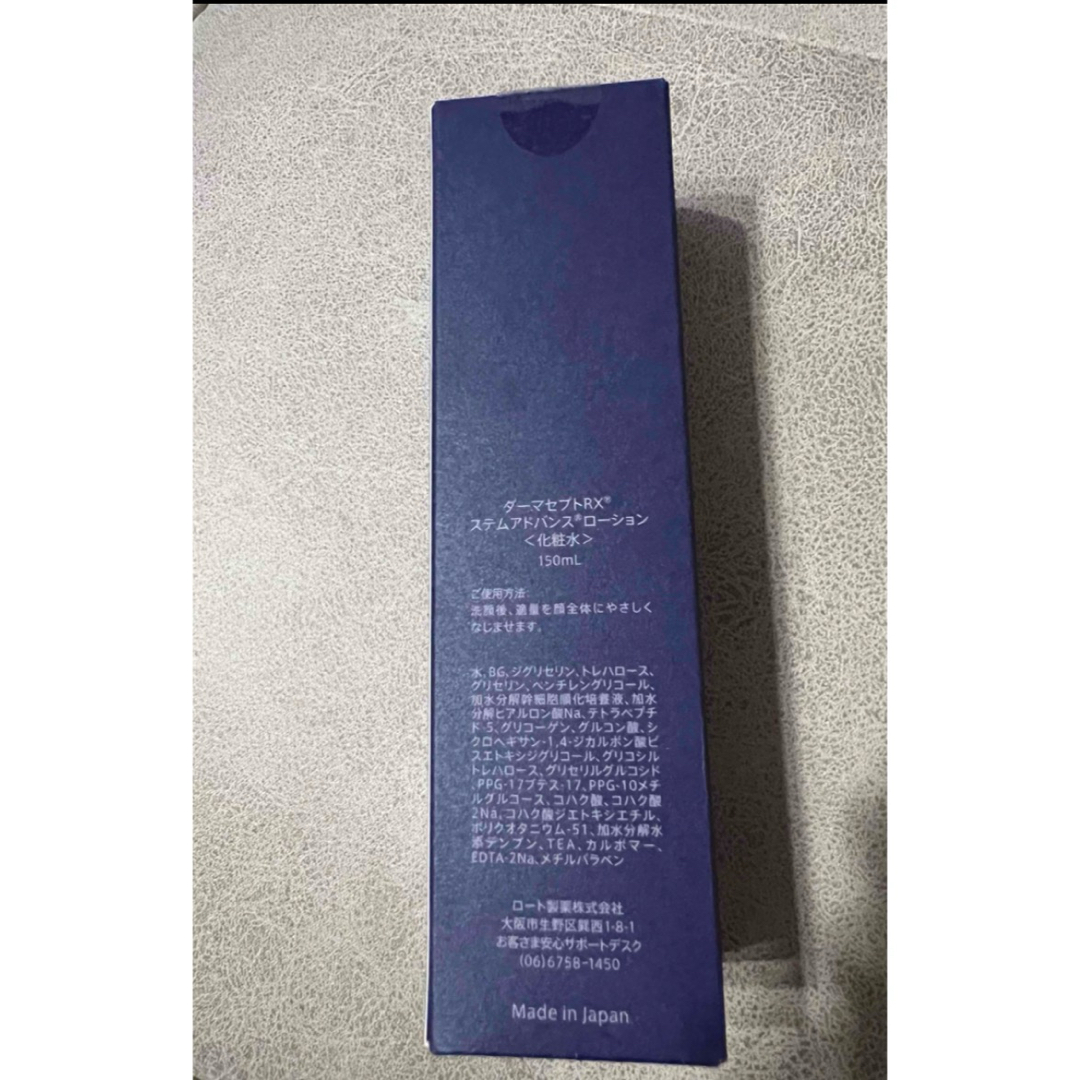 ダーマセプトRX®
ステムアドバンス®ローション
＜化粧水＞
150mL
ご使用方法:
洗顔後、適量を顔全体にやさしく
なじませます。
水、BG、ジグリセリン、トレハロース、
グリセリン、ペンチレングリコール、
加水分解幹細胞順化培養液、加水
分解ヒアルロン酸Na、テトラペプチ
ド-5、グリコーゲン、グルコン酸、シ
クロヘキサン-1,4-ジカルボン酸ビ
スエトキシジグリコール、グリコシル
トレハロース、グリセリルグルコシド
、PPG-17ブテス-17、PPG-10メチ
ルグルコース、コハク酸、コハク酸
2Na、コハク酸ジエトキシエチル、
ポリクオタニウム-51、加水分解水
添デンプン、TEA、カルボマー、
EDTA-2Na、メチルパラベン
ロート製薬株式会社
大阪市生野区巽西1-8-1
お客さま安心サポートデスク
(06)6758-1450
Made in Japan